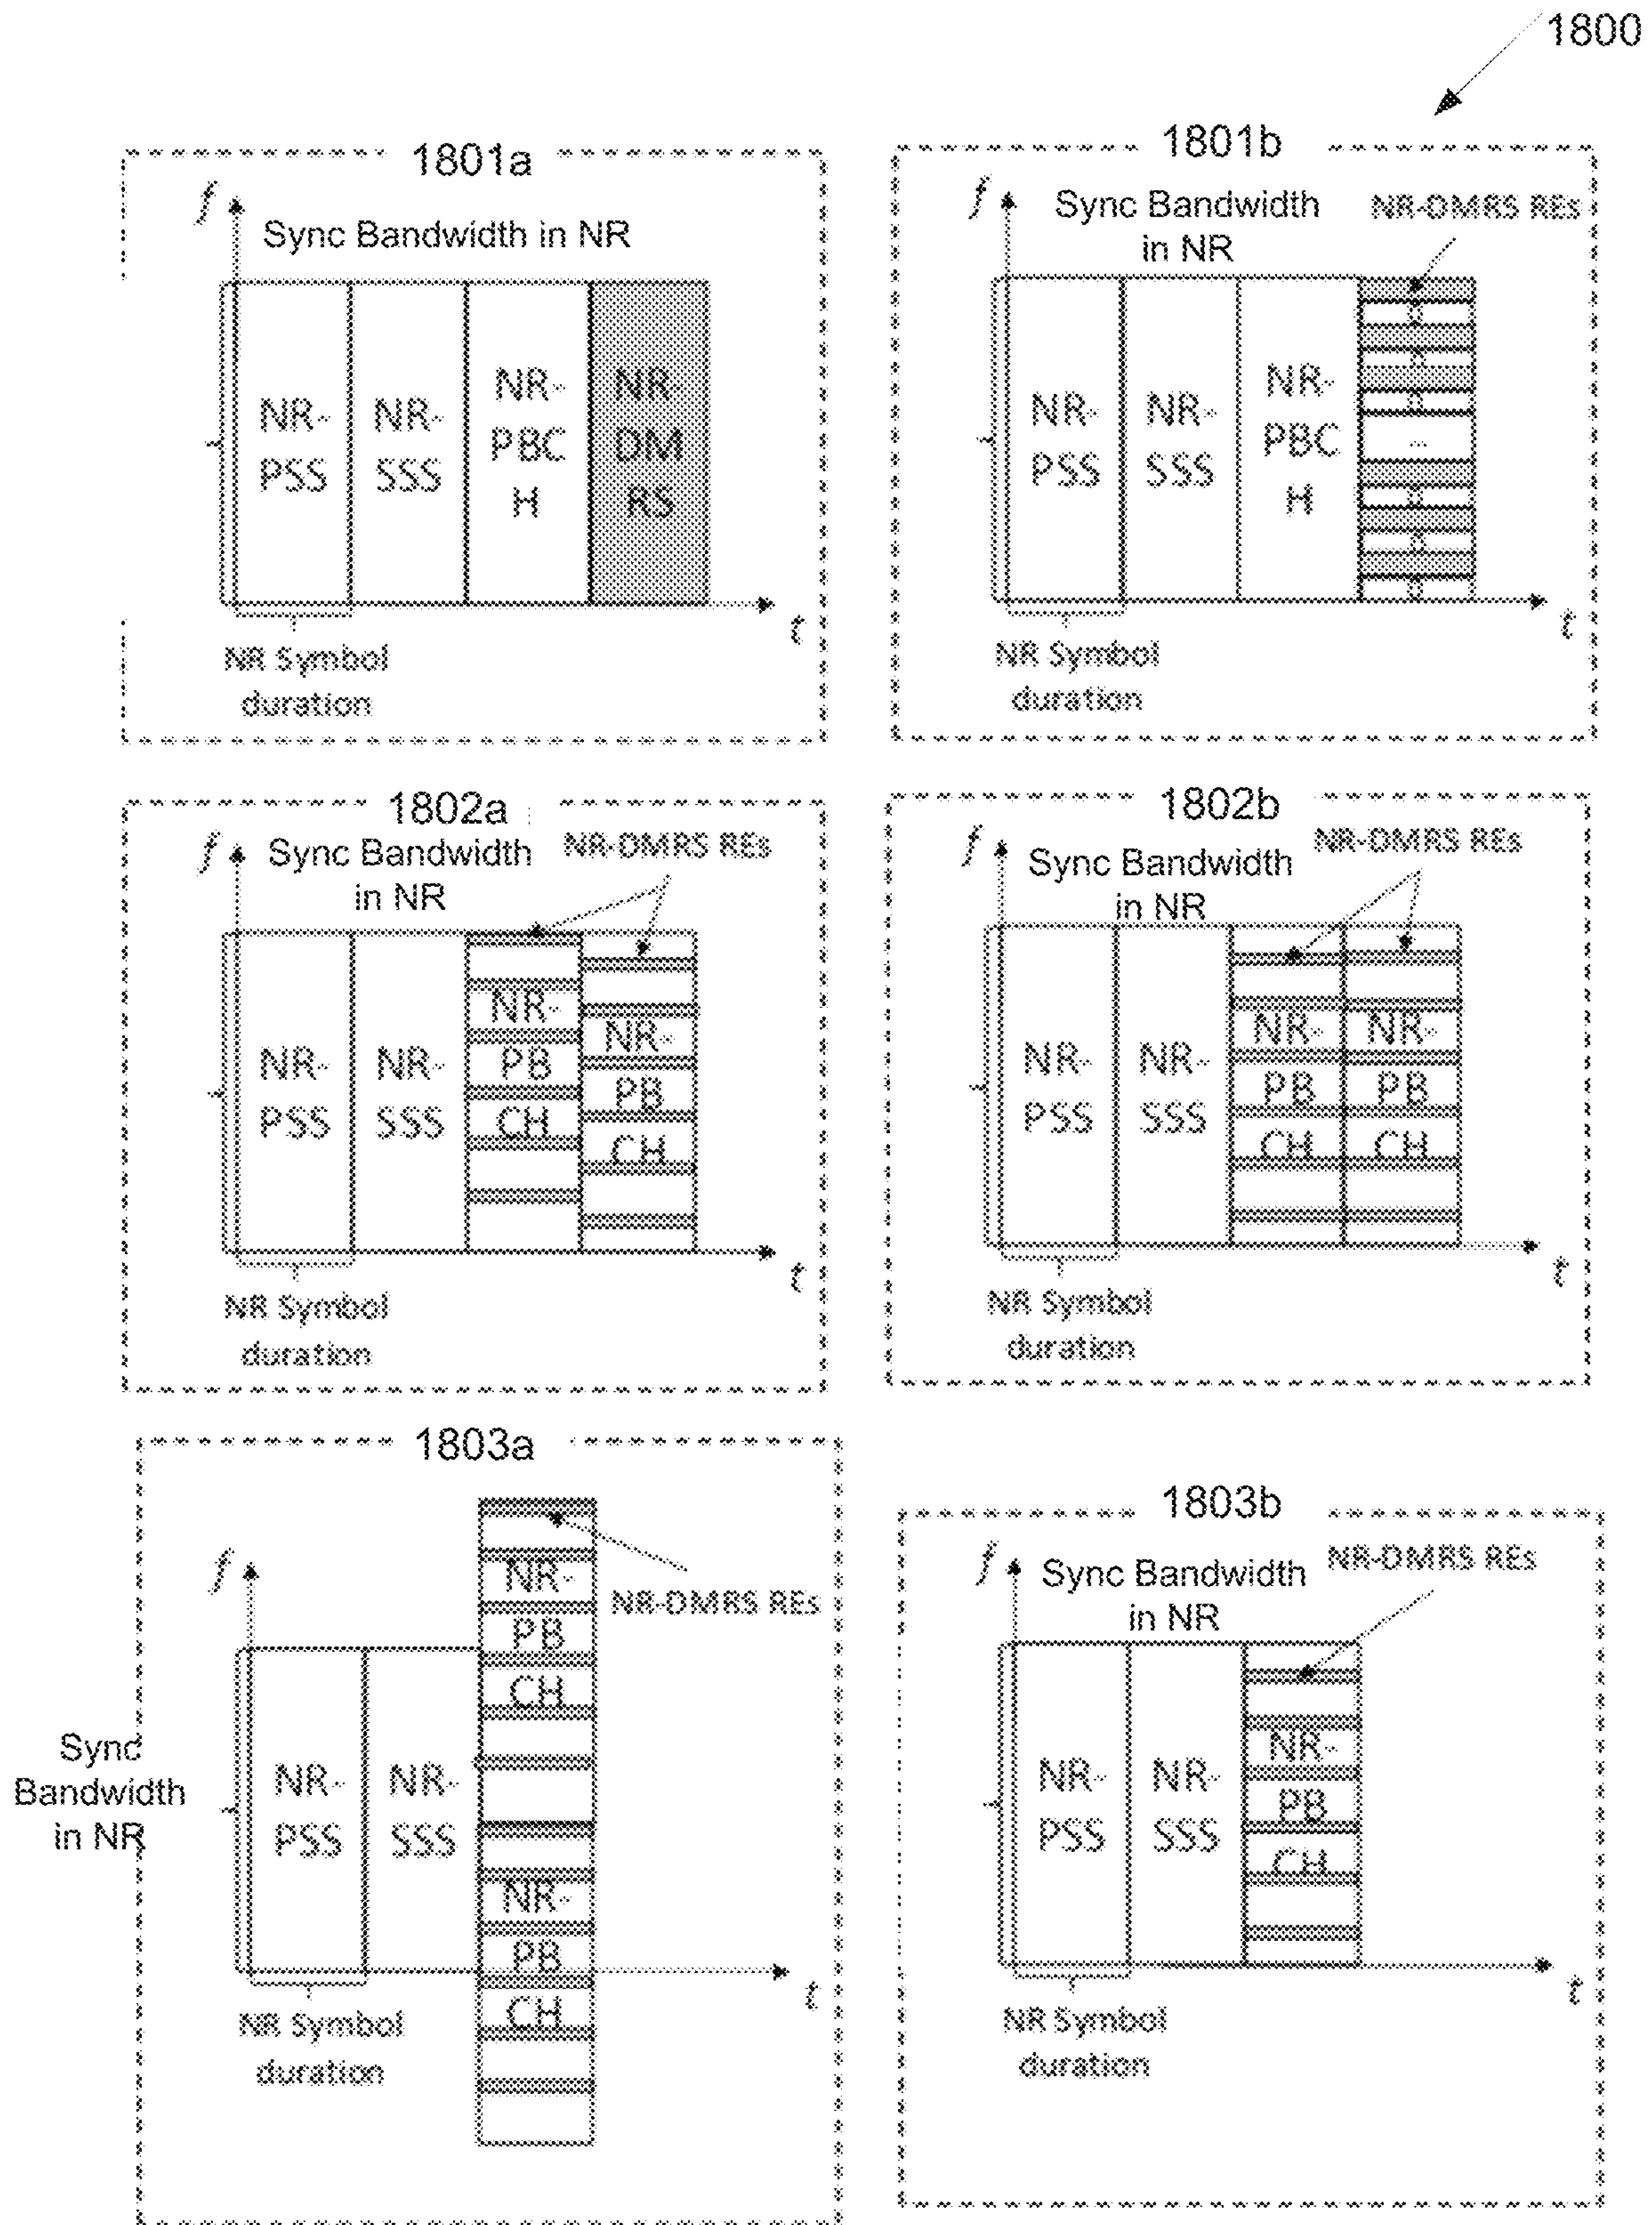 1800
1801a
f
Sync Bandwidth in NR
NR-
PSS
NR-
SSS
NR-
PBC
H
NR-
DM
RS
t
NR Symbol
duration
1801b
f
Sync Bandwidth
in NR
NR-DMRS REs
NR-
PSS
NR-
SSS
NR-
PBC
H
...
t
NR Symbol
duration
1802a
f
Sync Bandwidth
in NR
NR-DMRS REs
NR-
PSS
NR-
SSS
NR-
PB
CH
NR-
PB
CH
t
NR Symbol
duration
1802b
f
Sync Bandwidth
in NR
NR-DMRS REs
NR-
PSS
NR-
SSS
NR-
PB
CH
NR-
PB
CH
t
NR Symbol
duration
1803a
f
Sync
Bandwidth
in NR
NR-
PSS
NR-
SSS
NR-
PB
CH
NR-
PB
CH
NR-DMRS REs
t
NR Symbol
duration
1803b
f
Sync Bandwidth
in NR
NR-DMRS REs
NR-
PSS
NR-
SSS
NR-
PB
CH
t
NR Symbol
duration